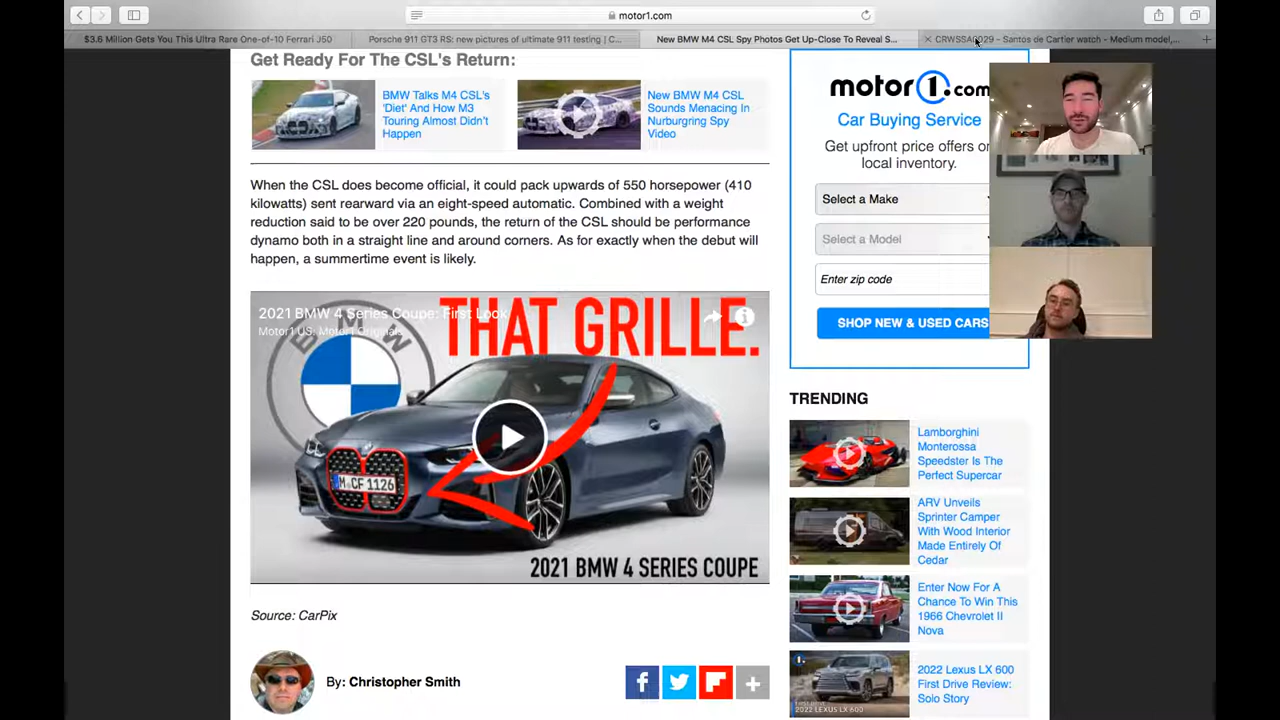 motor1.com
$3.6 Million Gets You This Ultra Rare One-of-10 Ferrari J50
Porsche 911 GT3 RS: new pictures of ultimate 911 testing | C...
New BMW M4 CSL Spy Photos Get Up-Close To Reveal S...
Santos de Cartier watch - Medium model,...
Get Ready For The CSL's Return:
BMW Talks M4 CSL's
'Diet' And How M3
Touring Almost Didn't
Happen
New BMW M4 CSL
Sounds Menacing In
Nurburgring Spy
Video
When the CSL does become official, it could pack upwards of 550 horsepower (410
kilowatts) sent rearward via an eight-speed automatic. Combined with a weight
reduction said to be over 220 pounds, the return of the CSL should be performance
dynamo both in a straight line and around corners. As for exactly when the debut will
happen, a summertime event is likely.
2021 BMW 4 Series Coupe: First Look
Motor1 US: Motor1 Originals
THAT GRILLE.
BMW
M CF 1126
2021 BMW 4 SERIES COUPE
Source: CarPix
By: Christopher Smith
motor1.com
Car Buying Service
Get upfront price offers on
local inventory.
Select a Make
Select a Model
Enter zip code
SHOP NEW & USED CARS
TRENDING
Lamborghini
Monterossa
Speedster Is The
Perfect Supercar
ARV Unveils
Sprinter Camper
With Wood Interior
Made Entirely Of
Cedar
Enter Now For A
Chance To Win This
1966 Chevrolet II
Nova
2022 LEXUS LX 600
2022 Lexus LX 600
First Drive Review:
Solo Story